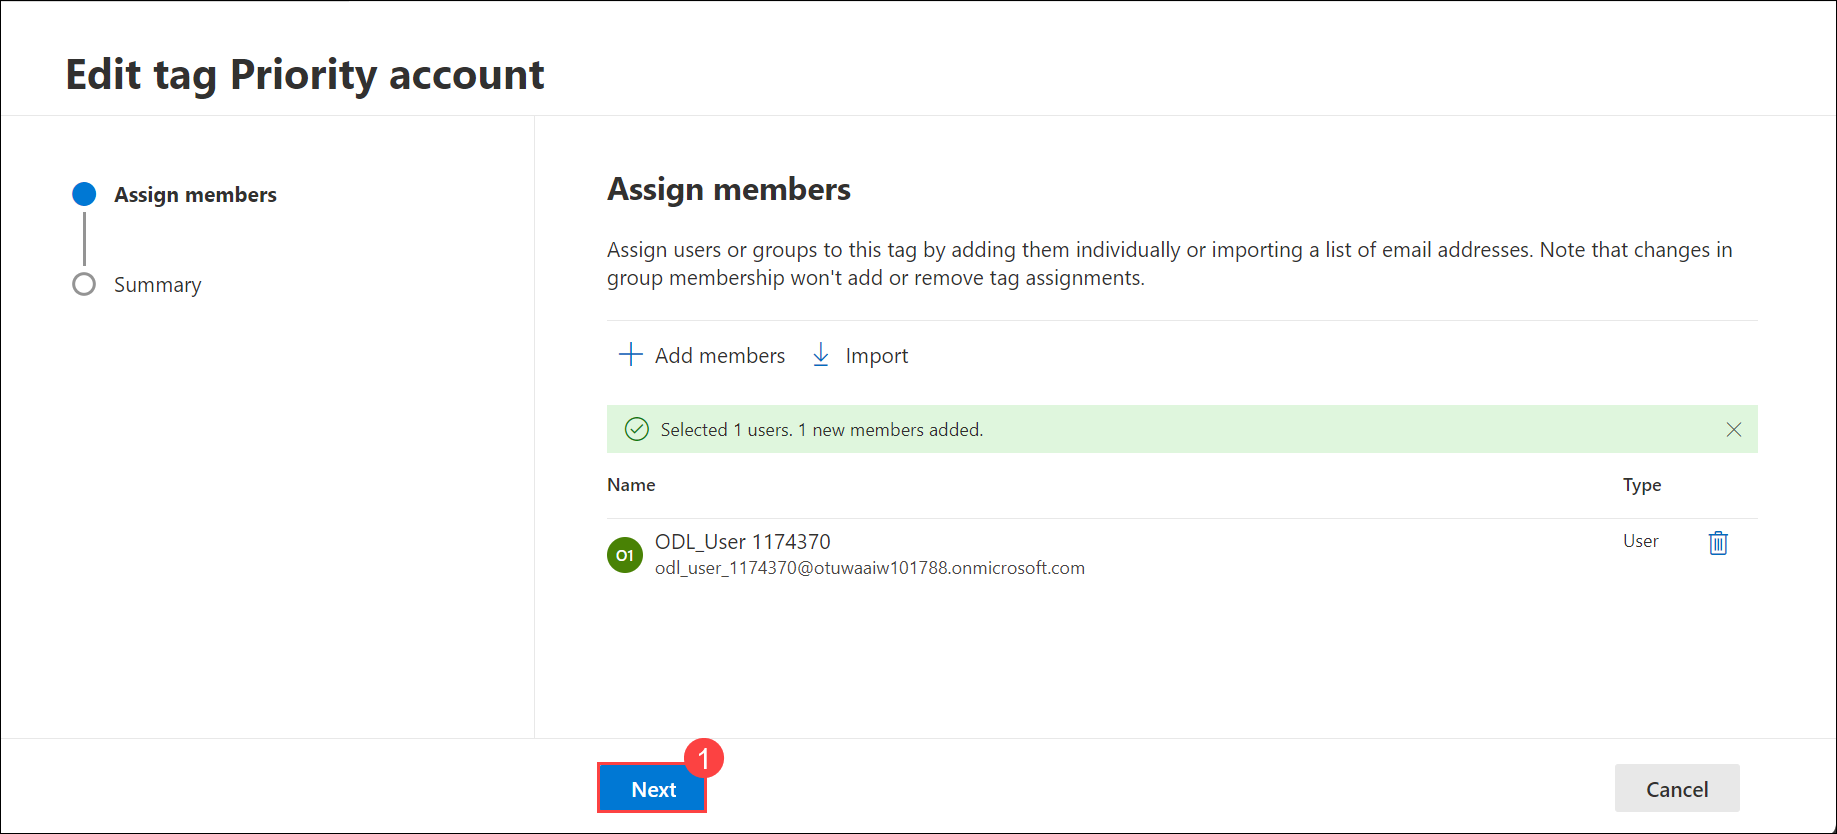 Edit tag Priority account
Assign members
Summary
Assign members
Assign users or groups to this tag by adding them individually or importing a list of email addresses. Note that changes in
group membership won't add or remove tag assignments.
Add members
Import
Selected 1 users. 1 new members added.
Name
Type
O1
ODL_User 1174370
User
odl_user_1174370@otuwaaiw101788.onmicrosoft.com
1
Next
Cancel